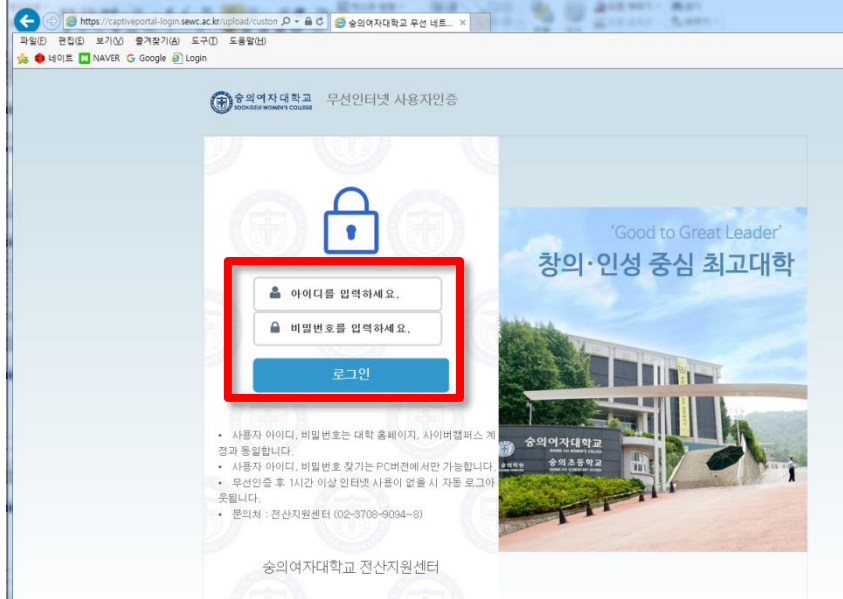 https://captiveportal-login.sewc.ac.kr/upload/custon
숭의여자대학교 무선 네트...
파일(F) 편집(E) 보기(V) 즐겨찾기(A) 도구(T) 도움말(H)
네이트 NAVER Google Login
숭의여자대학교 무선인터넷 사용자인증
SOONGEUI WOMEN'S COLLEGE
'Good to Great Leader'
창의·인성 중심 최고대학
아이디를 입력하세요.
비밀번호를 입력하세요.
로그인
숭의여자대학교
숭의초등학교
• 사용자 아이디, 비밀번호는 대학 홈페이지, 사이버캠퍼스 계
정과 동일합니다.
• 사용자 아이디, 비밀번호 찾기는 PC버전에서만 가능합니다.
• 무선인증 후 1시간 이상 인터넷 사용이 없을 시 자동 로그아
웃됩니다.
• 문의처 : 전산지원센터 (02-3708-9094~8)
숭의여자대학교 전산지원센터